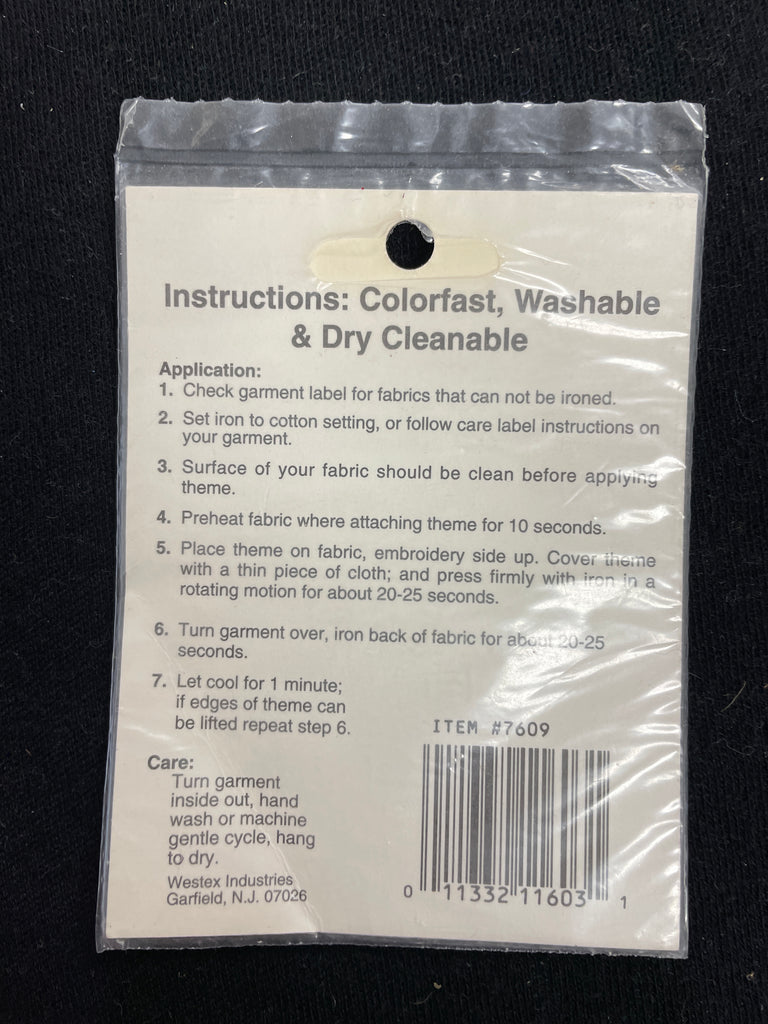 Instructions: Colorfast, Washable
& Dry Cleanable
Application:
1. Check garment label for fabrics that can not be ironed.
2. Set iron to cotton setting, or follow care label instructions on
your garment.
3. Surface of your fabric should be clean before applying
theme.
4. Preheat fabric where attaching theme for 10 seconds.
5. Place theme on fabric, embroidery side up. Cover theme
with a thin piece of cloth; and press firmly with iron in a
rotating motion for about 20-25 seconds.
6. Turn garment over, iron back of fabric for about 20-25
seconds.
7. Let cool for 1 minute;
if edges of theme can
be lifted repeat step 6.
ITEM #7609
Care:
Turn garment
inside out, hand
wash or machine
gentle cycle, hang
to dry.
Westex Industries
Garfield, N.J. 07026
0 11332 11603 1